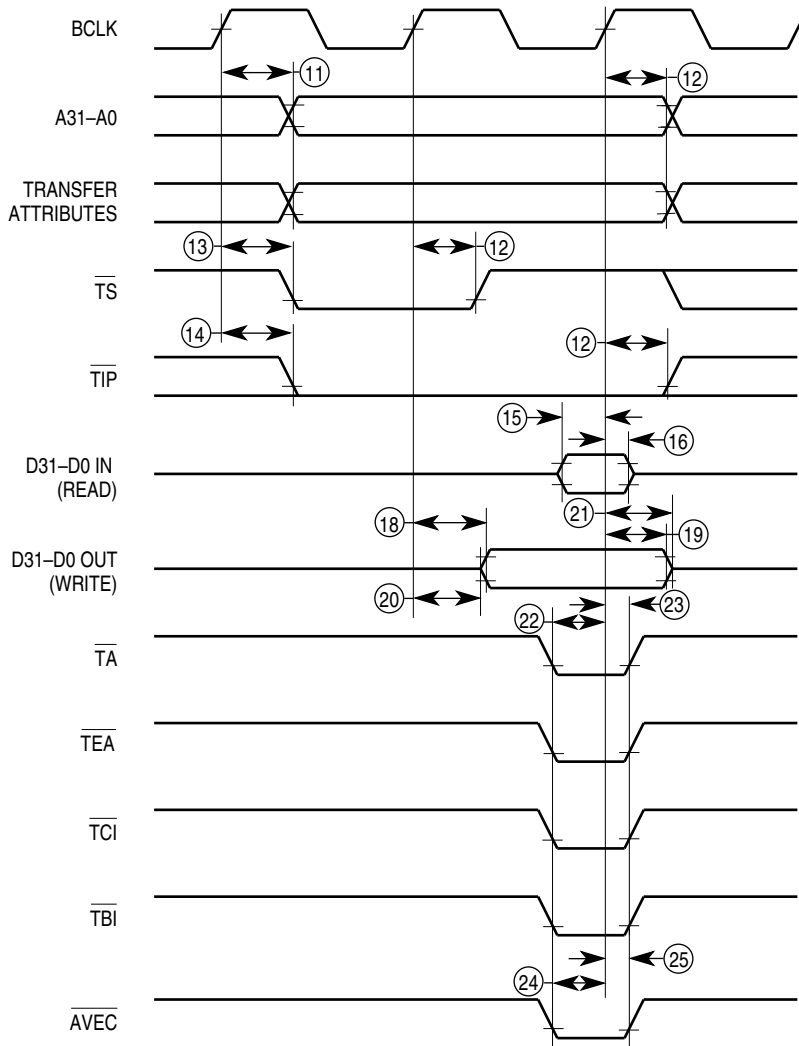 BCLK
11
12
A31–A0
TRANSFER
ATTRIBUTES
13
12
TS
14
12
TIP
15
16
D31–D0 IN
(READ)
21
18
19
D31–D0 OUT
(WRITE)
20
23
22
TA
TEA
TCI
TBI
25
24
AVEC